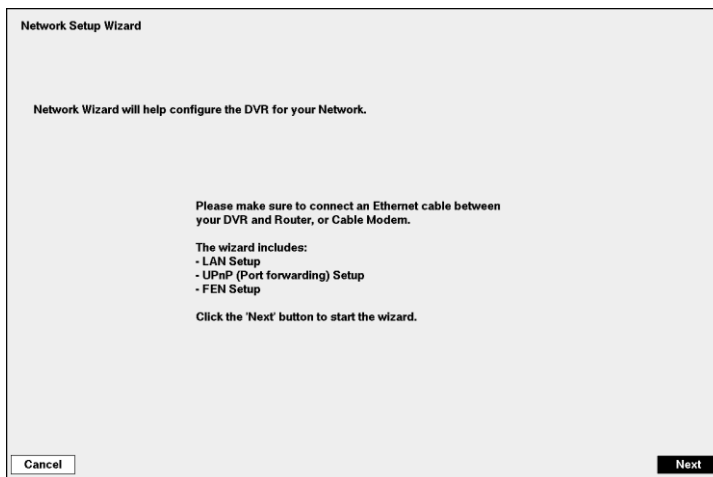 Network Setup Wizard
Network Wizard will help configure the DVR for your Network.
Please make sure to connect an Ethernet cable between
your DVR and Router, or Cable Modem.
The wizard includes:
- LAN Setup
- UPnP (Port forwarding) Setup
- FEN Setup
Click the 'Next' button to start the wizard.
Cancel
Next